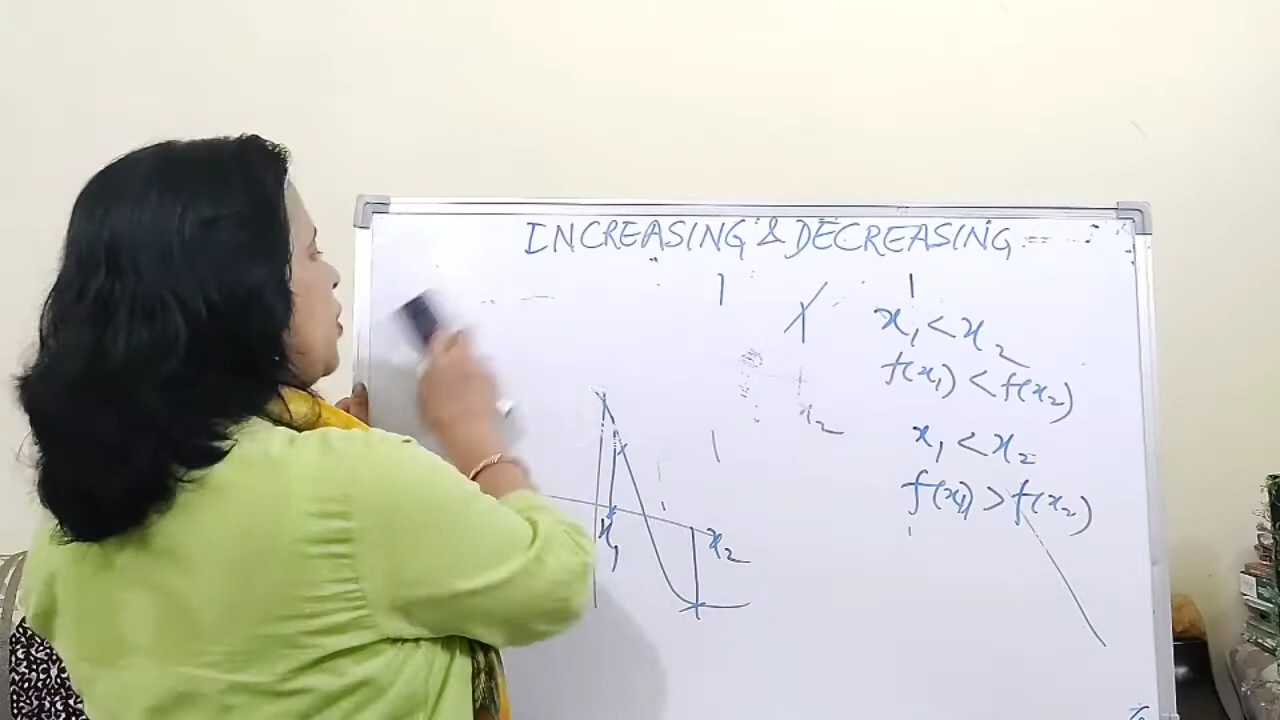 INCREASING & DECREASING
x₁ < x₂
f(x₁) < f(x₂)
x₂
x₁ < x₂
f(x₁) > f(x₂)
x₁
x₂